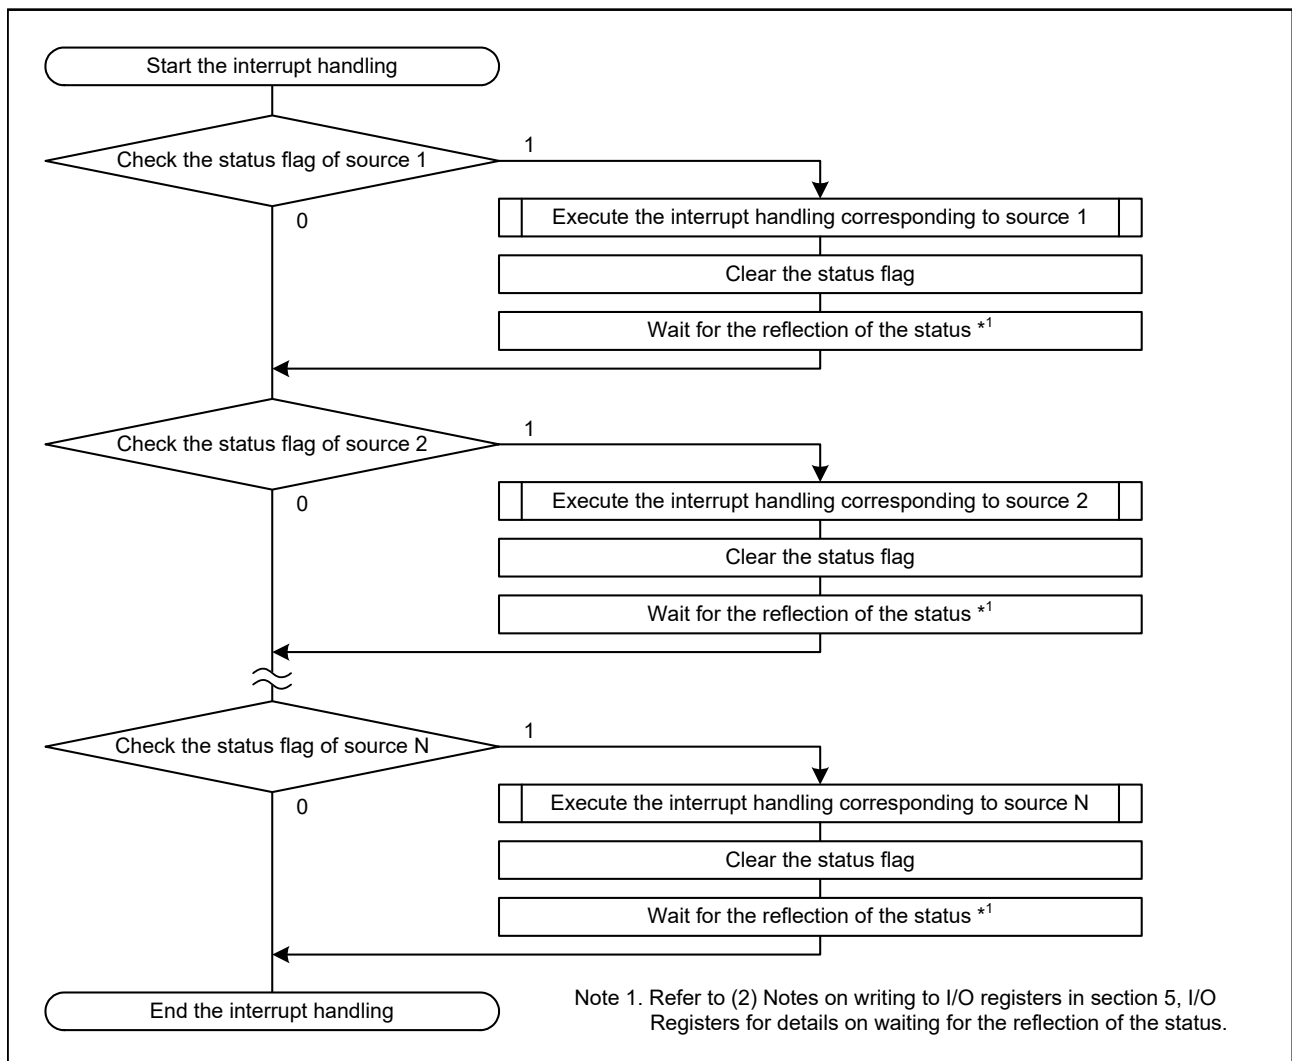 Start the interrupt handling
Check the status flag of source 1
1
0
Execute the interrupt handling corresponding to source 1
Clear the status flag
Wait for the reflection of the status *1
Check the status flag of source 2
1
0
Execute the interrupt handling corresponding to source 2
Clear the status flag
Wait for the reflection of the status *1
Check the status flag of source N
1
0
Execute the interrupt handling corresponding to source N
Clear the status flag
Wait for the reflection of the status *1
End the interrupt handling
Note 1. Refer to (2) Notes on writing to I/O registers in section 5, I/O
Registers for details on waiting for the reflection of the status.